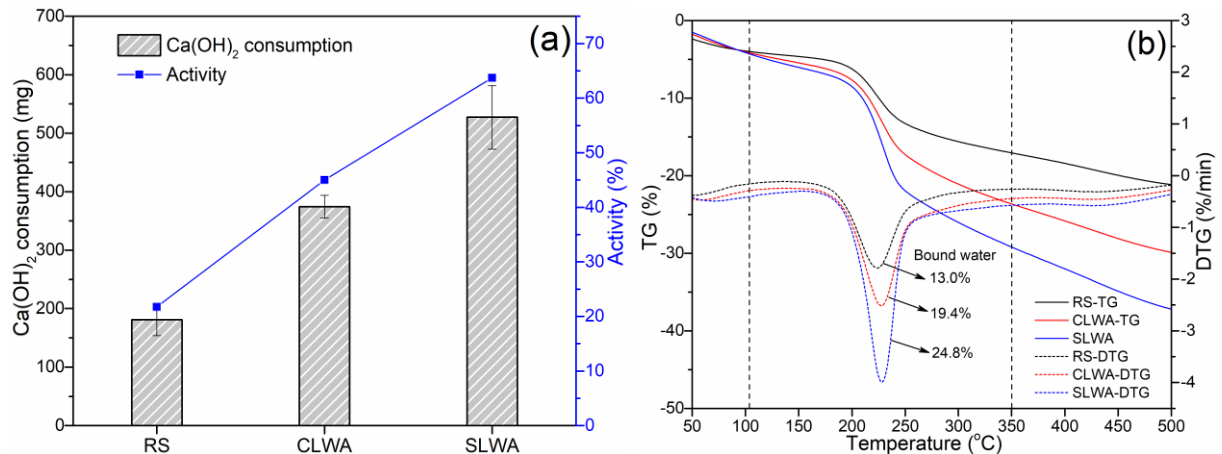 (a)
Ca(OH)2 consumption
Activity
Ca(OH)2 consumption (mg)
700
600
500
400
300
200
100
0
RS
CLWA
SLWA
Activity (%)
70
60
50
40
30
20
10
0
(b)
TG (%)
0
-10
-20
-30
-40
-50
50 100 150 200 250 300 350 400 450 500
Temperature (°C)
DTG (%/min)
3
2
1
0
-1
-2
-3
-4
Bound water
13.0%
19.4%
24.8%
RS-TG
CLWA-TG
SLWA
RS-DTG
CLWA-DTG
SLWA-DTG